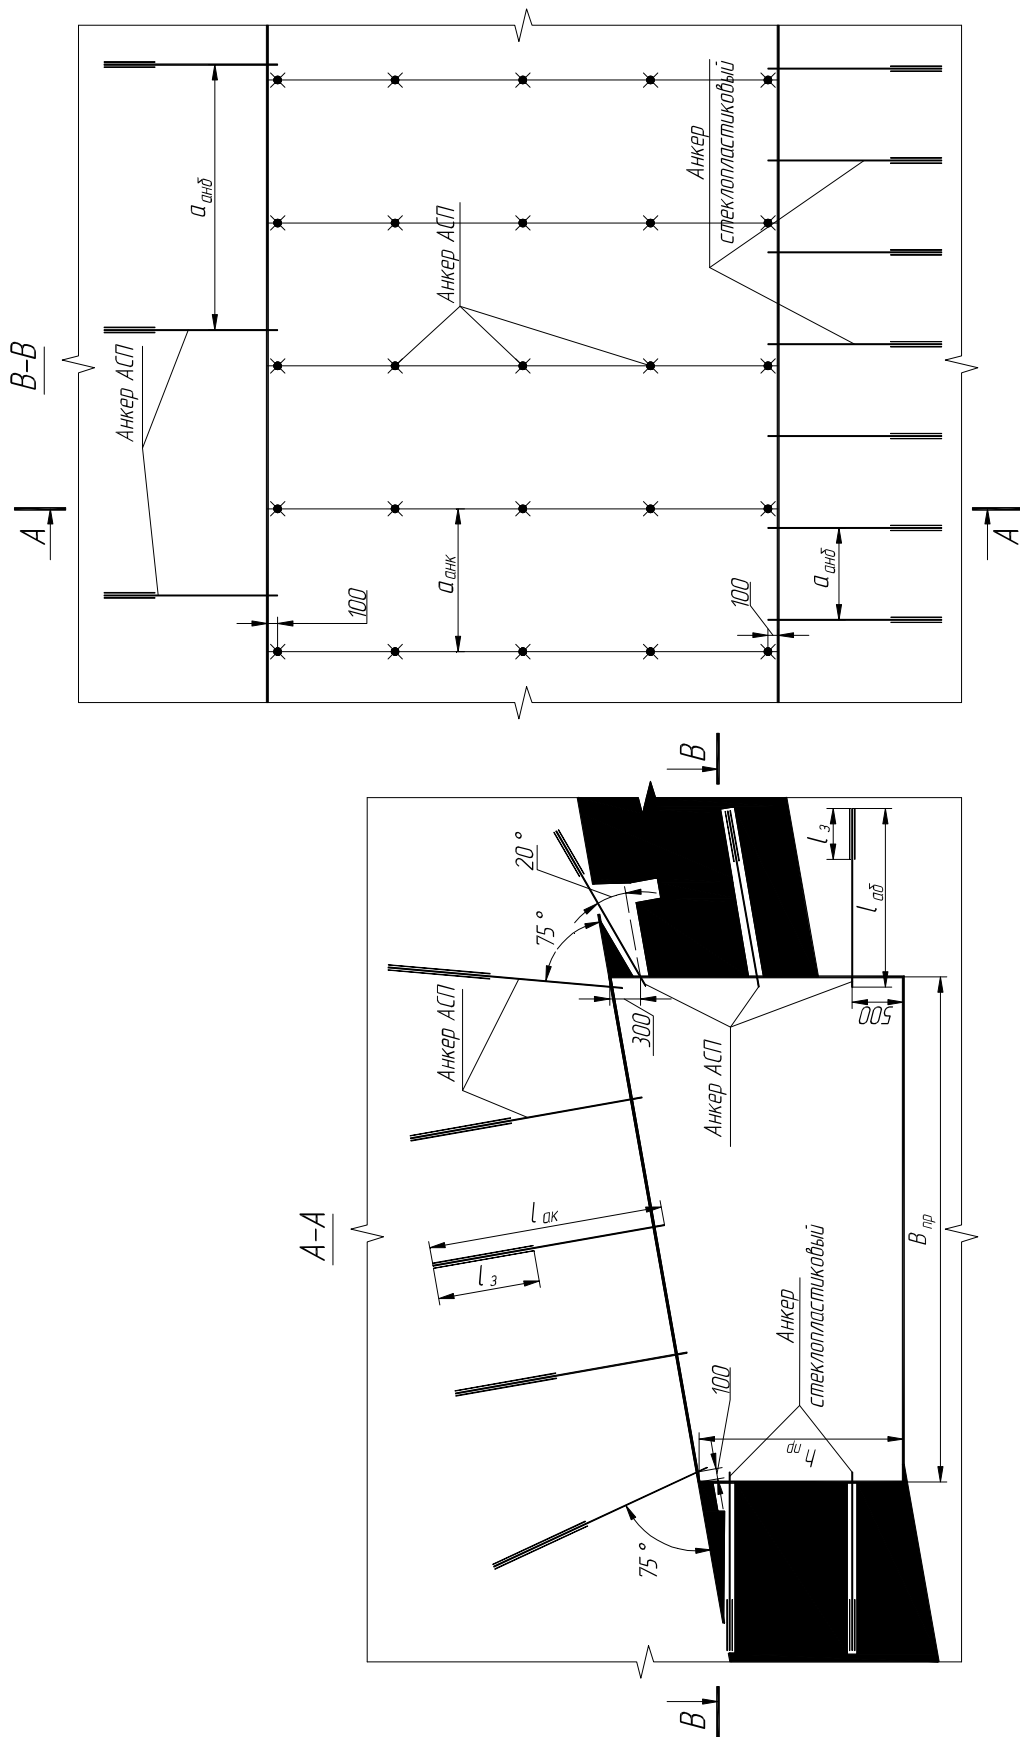 В-В
А
А
Анкер АСП
a анб
Анкер АСП
a анк
100
Анкер
стеклопластиковый
a анб
100
А-А
В
В
Анкер АСП
l ак
l з
75°
75°
20°
300
Анкер АСП
l з
l аб
500
100
h пр
Анкер
стеклопластиковый
В пр